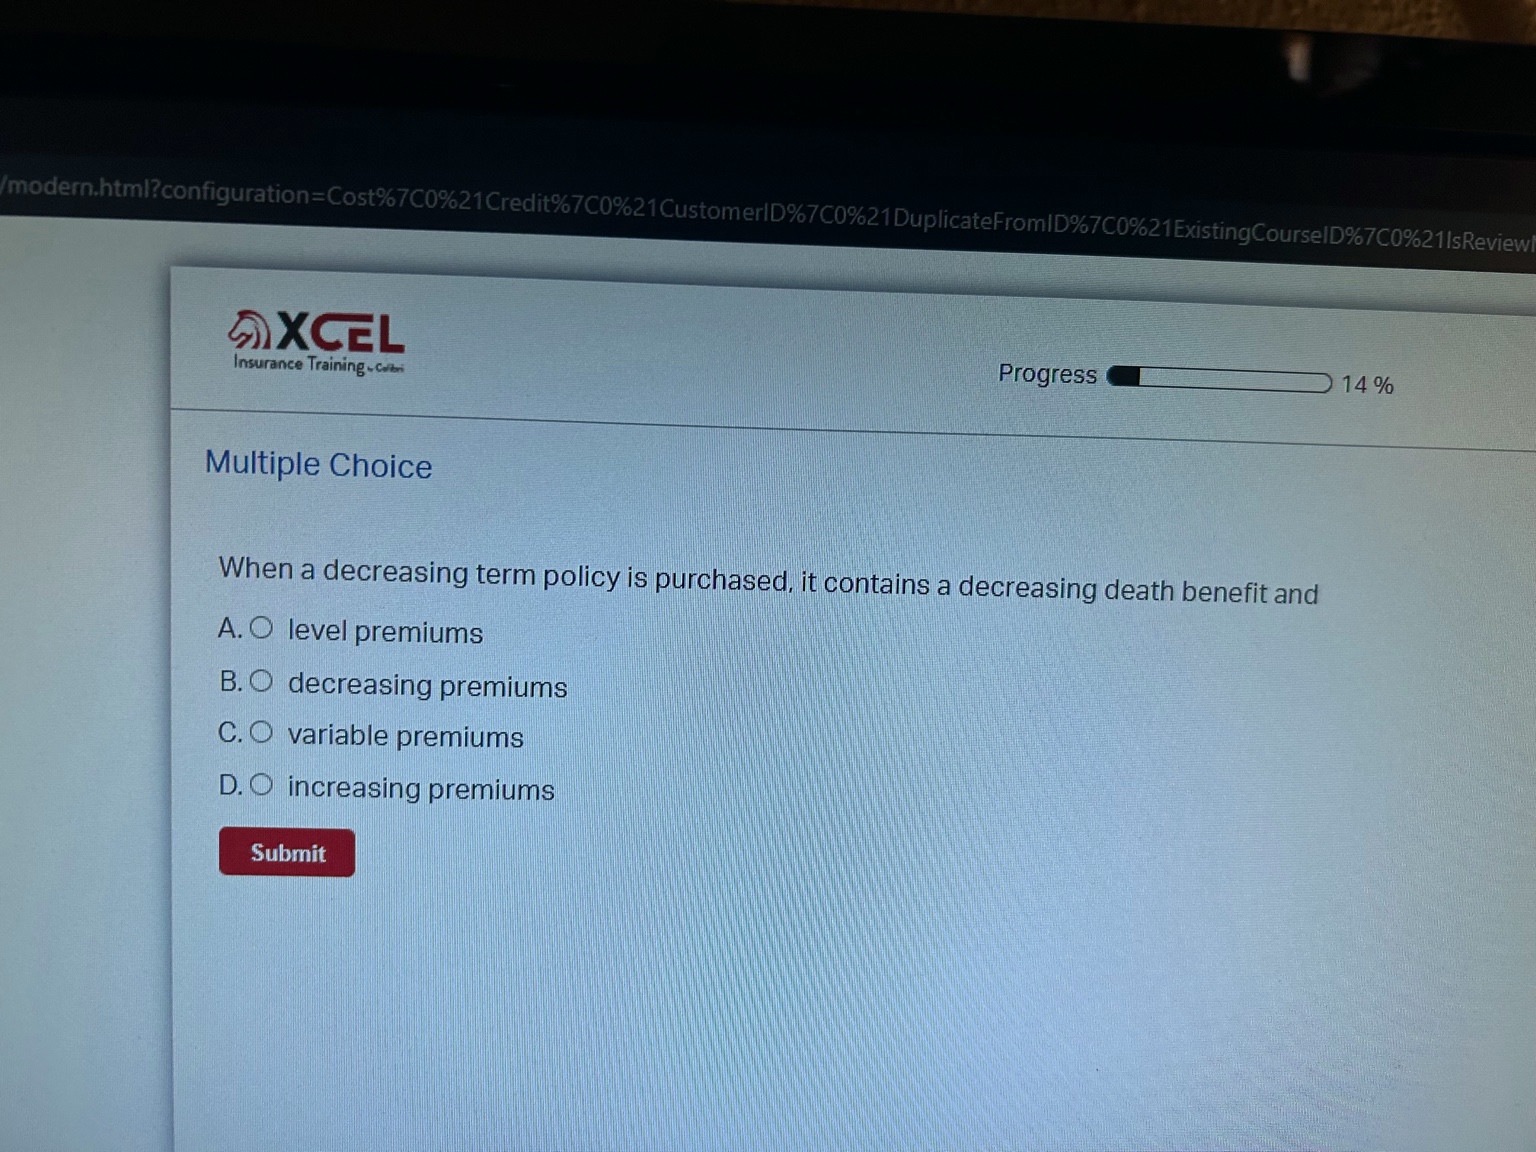 /modern.html?configuration=Cost%7C0%21Credit%7C0%21CustomerID%7C0%21DuplicateFromID%7C0%21ExistingCourseID%7C0%21IsReview
XCEL
Insurance Training by Colibri
Progress 14 %
Multiple Choice
When a decreasing term policy is purchased, it contains a decreasing death benefit and
A. level premiums
B. decreasing premiums
C. variable premiums
D. increasing premiums
Submit